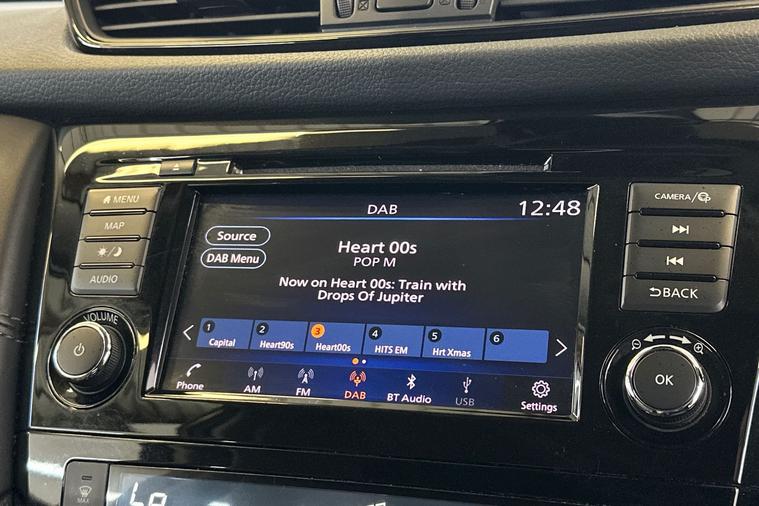 MENU
MAP
AUDIO
VOLUME
DAB
12:48
Source
DAB Menu
Heart 00s
POP M
Now on Heart 00s: Train with
Drops Of Jupiter
1 Capital
2 Heart90s
3 Heart00s
4 HITS EM
5 Hrt Xmas
6
Phone
AM
FM
DAB
BT Audio
USB
Settings
CAMERA/
BACK
OK
MAX
Lo